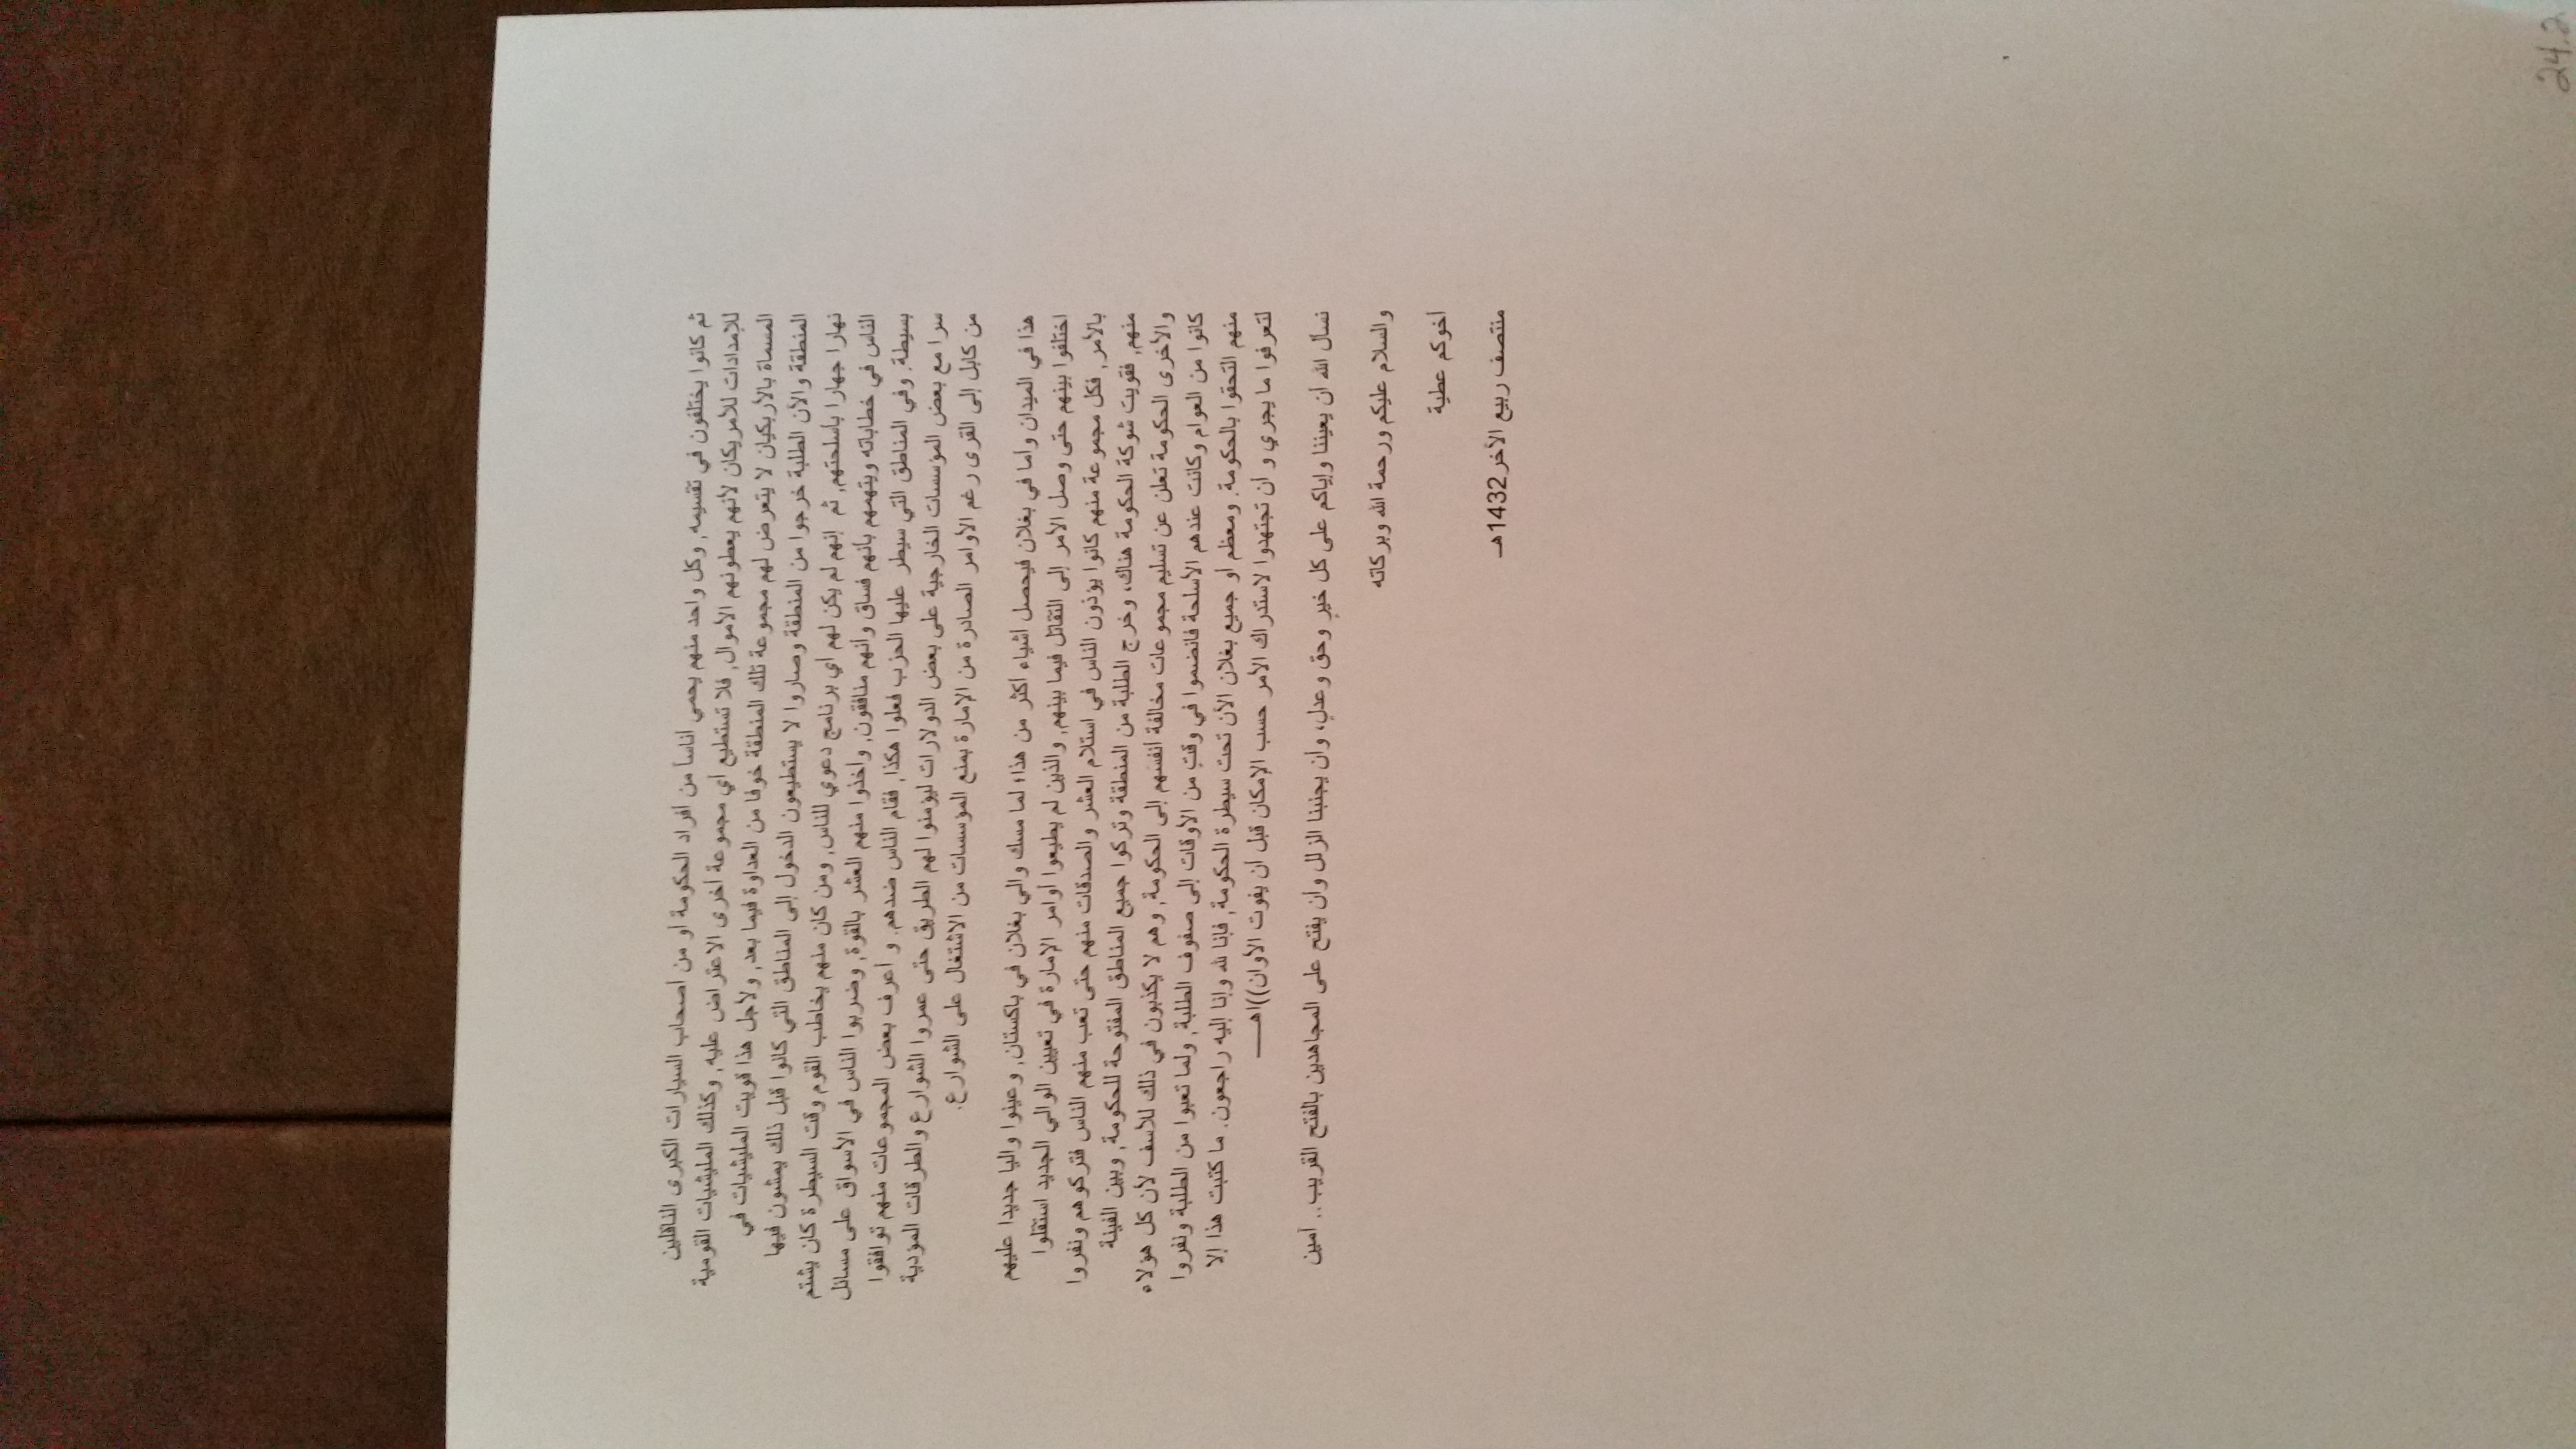 ثم كانوا يختلفون في تقسيمه, وكل واحد منهم يحمي أناساً من أفراد الحكومة أو من أصحاب السيارات الكبرى الناقلين
للإمدادات للأمريكان لأنهم يعطونهم الأموال, فلا تستطيع أي مجموعة أخرى الاعتراض عليه, وكذلك المليشيات القومية
المسماة بالأربكيان لا يتعرض لهم مجموعة تلك المنطقة خوفا من العداوة فيما بعد, ولأجل هذا قويت المليشيات في
المنطقة والأن الطلبة خرجوا من المنطقة وصاروا لا يستطيعون الدخول إلى المناطق التي كانوا قبل ذلك يمشون فيها
نهارا جهارا بأسلحتهم, ثم إنهم لم يكن لهم أي برنامج دعوي للناس, ومن كان منهم يخاطب القوم وقت السيطرة كان يشتم
الناس في خطاباته ويتهمهم بأنهم فساق وأنهم منافقون, وأخذوا منهم العشر بالقوة, وضربوا الناس في الأسواق على مسائل
بسيطة. وفي المناطق التي سيطر عليها الحزب فعلوا هكذا, فقام الناس ضدهم. و أعرف بعض المجموعات منهم توافقوا
سرا مع بعض المؤسسات الخارجية على بعض الدولارات ليؤمنوا لهم الطريق حتى عمروا الشوارع والطرقات المؤدية
من كابل إلى القرى رغم الأوامر الصادرة من الإمارة بمنع المؤسسات من الاشتغال على الشوارع.
هذا في الميدان وأما في بغلان فيحصل أشياء أكثر من هذا؛ لما مسك والي بغلان في باكستان, وعينوا واليا جديدا عليهم
اختلفوا بينهم حتى وصل الأمر إلى التقاتل فيما بينهم, والذين لم يطيعوا أوامر الإمارة في تعيين الوالي الجديد استقلوا
بالأمر, فكل مجموعة منهم كانوا يؤذون الناس في استلام العشر والصدقات منهم حتى تعب منهم الناس فتركوهم ونفروا
منهم, فقويت شوكة الحكومة هناك، وخرج الطلبة من المنطقة وتركوا جميع المناطق المفتوحة للحكومة, وبين الفينة
والأخرى الحكومة تعلن عن تسليم مجموعات مخالفة أنفسهم إلى الحكومة, وهم لا يكذبون في ذلك للأسف لأن كل هؤلاء
كانوا من العوام وكانت عندهم الأسلحة فانضموا في وقت من الأوقات إلى صفوف الطلبة, ولما تعبوا من الطلبة ونفروا
منهم التحقوا بالحكومة. ومعظم أو جميع بغلان الأن تحت سيطرة الحكومة, فإنا لله وإنا إليه راجعون. ما كتبت هذا إلا
لتعرفوا ما يجري و أن تجتهدوا لاستدراك الأمر حسب الإمكان قبل أن يفوت الأوان))اهـــ
نسأل الله أن يعيننا وإياكم على كل خيرٍ وحق وعدلٍ، وأن يجنبنا الزلل وأن يفتح على المجاهدين بالفتح القريب.. آمين
والسلام عليكم ورحمة الله وبركاته
أخوكم عطية
منتصف ربيع الآخر1432هـ
24.2